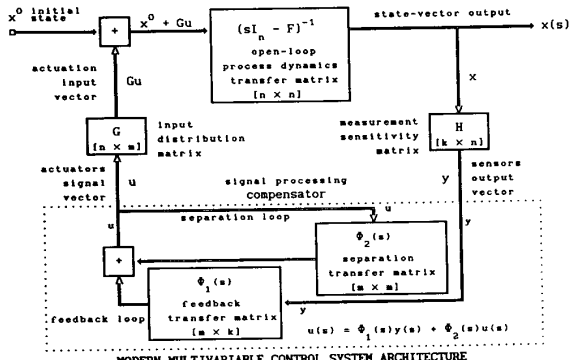 x⁰ initial
state
+
x⁰ + Gu
(sIₙ - F)⁻¹
open-loop
process dynamics
transfer matrix
[n × n]
state-vector output
x(s)
actuation
input
vector
Gu
x
G
[n × m]
input
distribution
matrix
measurement
sensitivity
matrix
H
[k × n]
actuators
signal
vector
u
signal processing
compensator
y
sensors
output
vector
separation loop
u
u
y
Φ₂(s)
separation
transfer matrix
[m × m]
+
Φ₁(s)
feedback
transfer matrix
[m × k]
feedback loop
y
u(s) = Φ₁(s)y(s) + Φ₂(s)u(s)
MODERN MULTIVARIABLE CONTROL SYSTEM ARCHITECTURE